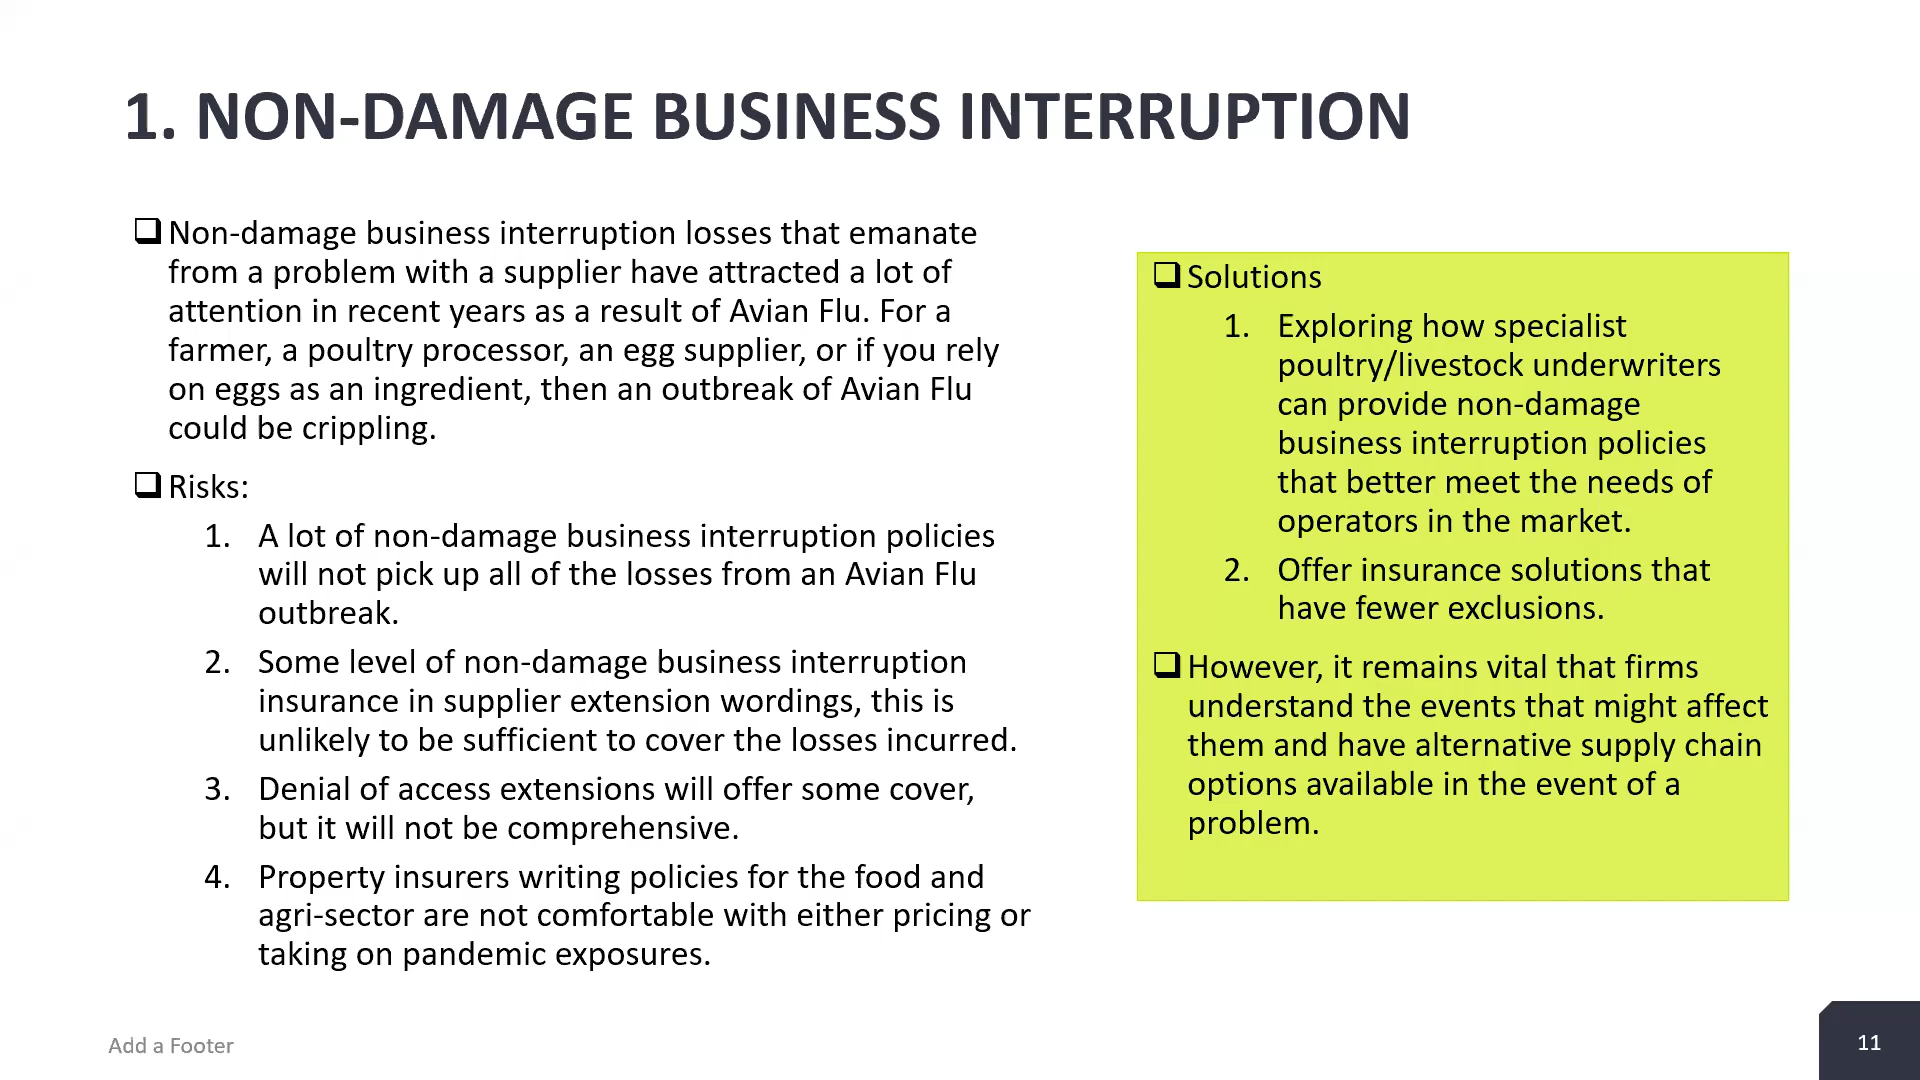 1. NON-DAMAGE BUSINESS INTERRUPTION
Non-damage business interruption losses that emanate
from a problem with a supplier have attracted a lot of
attention in recent years as a result of Avian Flu. For a
farmer, a poultry processor, an egg supplier, or if you rely
on eggs as an ingredient, then an outbreak of Avian Flu
could be crippling.
Risks:
1. A lot of non-damage business interruption policies
will not pick up all of the losses from an Avian Flu
outbreak.
2. Some level of non-damage business interruption
insurance in supplier extension wordings, this is
unlikely to be sufficient to cover the losses incurred.
3. Denial of access extensions will offer some cover,
but it will not be comprehensive.
4. Property insurers writing policies for the food and
agri-sector are not comfortable with either pricing or
taking on pandemic exposures.
Solutions
1. Exploring how specialist
poultry/livestock underwriters
can provide non-damage
business interruption policies
that better meet the needs of
operators in the market.
2. Offer insurance solutions that
have fewer exclusions.
However, it remains vital that firms
understand the events that might affect
them and have alternative supply chain
options available in the event of a
problem.
Add a Footer
11